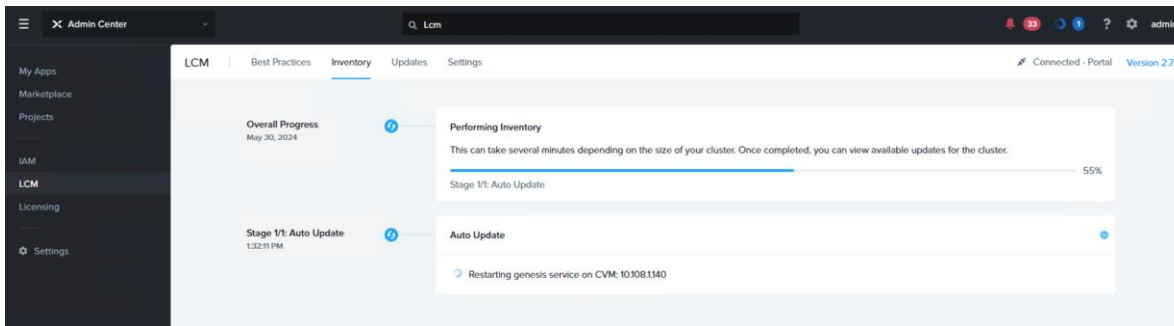 Admin Center
Lcm
33
1
?
admin
My Apps
Marketplace
Projects
IAM
LCM
Licensing
Settings
LCM
Best Practices Inventory Updates Settings
Connected - Portal
Version 2.7
Overall Progress
May 30, 2024
Performing Inventory
This can take several minutes depending on the size of your cluster. Once completed, you can view available updates for the cluster.
55%
Stage 1/1: Auto Update
Stage 1/1: Auto Update
1:32:11 PM
Auto Update
Restarting genesis service on CVM: 10.108.1.140